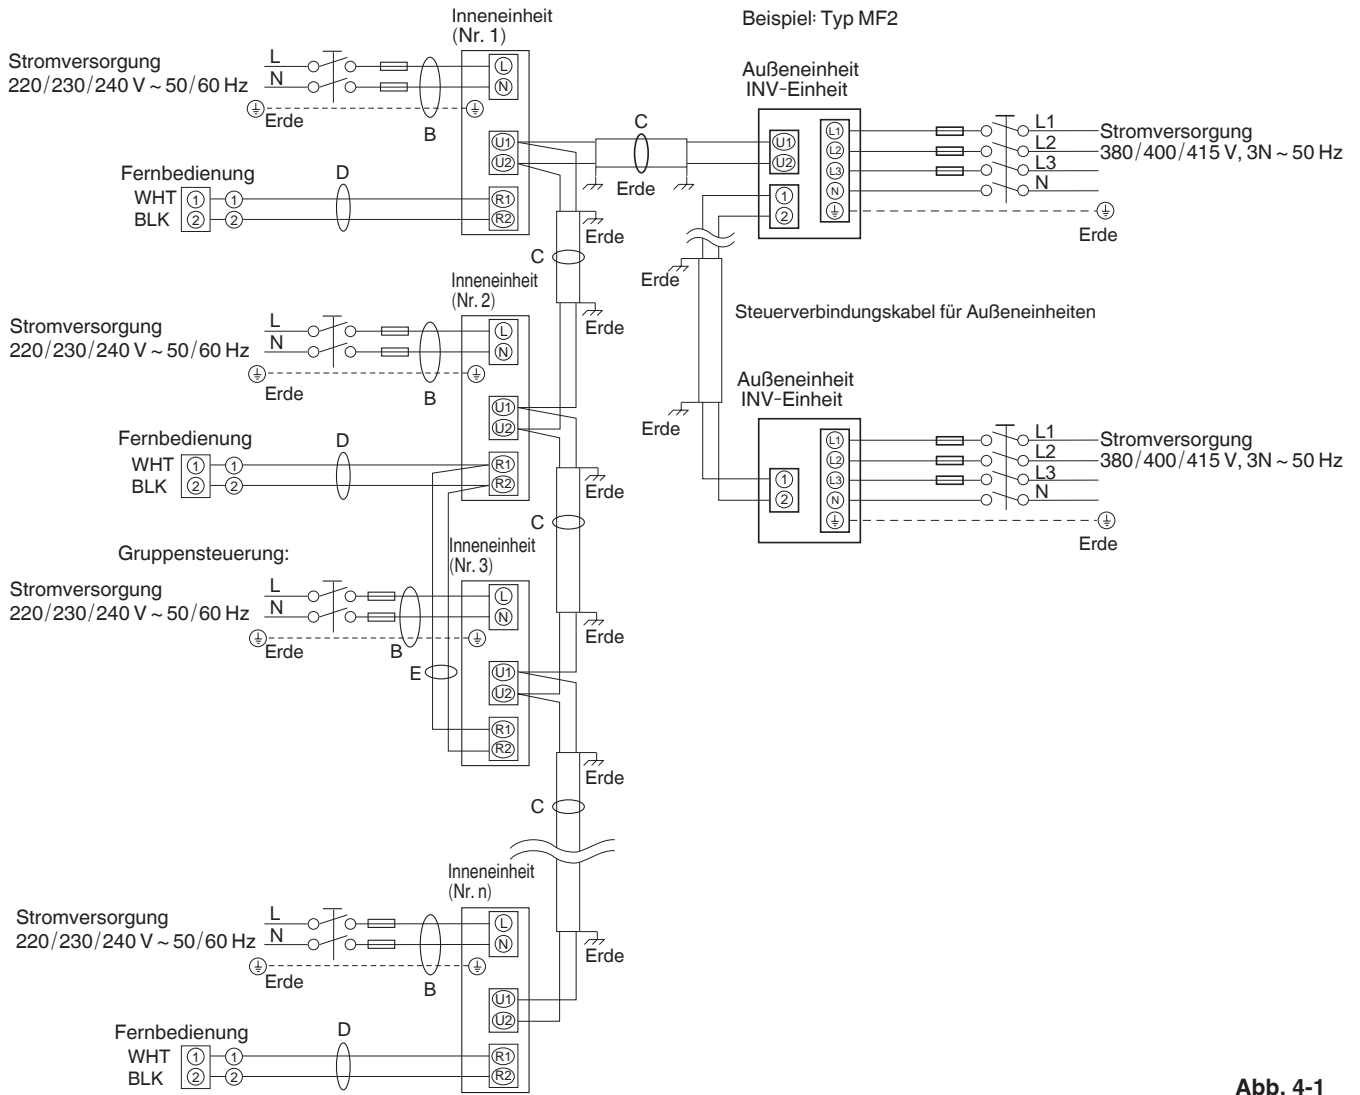 Beispiel: Typ MF2
Inneneinheit
(Nr. 1)
Stromversorgung
220/230/240 V ~ 50/60 Hz
L
N
Erde
B
L
N
U1
U2
R1
R2
Fernbedienung
WHT
BLK
1
2
1
2
D
C
Erde
Außeneinheit
INV-Einheit
U1
U2
1
2
L1
L2
L3
N
L1
L2
L3
N
Stromversorgung
380/400/415 V, 3N ~ 50 Hz
Erde
Erde
C
Erde
Erde
Steuerverbindungskabel für Außeneinheiten
Erde
Inneneinheit
(Nr. 2)
Stromversorgung
220/230/240 V ~ 50/60 Hz
L
N
Erde
B
L
N
U1
U2
R1
R2
Fernbedienung
WHT
BLK
1
2
1
2
D
Erde
C
Außeneinheit
INV-Einheit
1
2
L1
L2
L3
N
L1
L2
L3
N
Stromversorgung
380/400/415 V, 3N ~ 50 Hz
Erde
Gruppensteuerung:
Inneneinheit
(Nr. 3)
Stromversorgung
220/230/240 V ~ 50/60 Hz
L
N
Erde
B
E
L
N
U1
U2
R1
R2
Erde
Erde
C
Inneneinheit
(Nr. n)
Stromversorgung
220/230/240 V ~ 50/60 Hz
L
N
Erde
B
L
N
U1
U2
R1
R2
Erde
Fernbedienung
WHT
BLK
1
2
1
2
D
Abb. 4-1